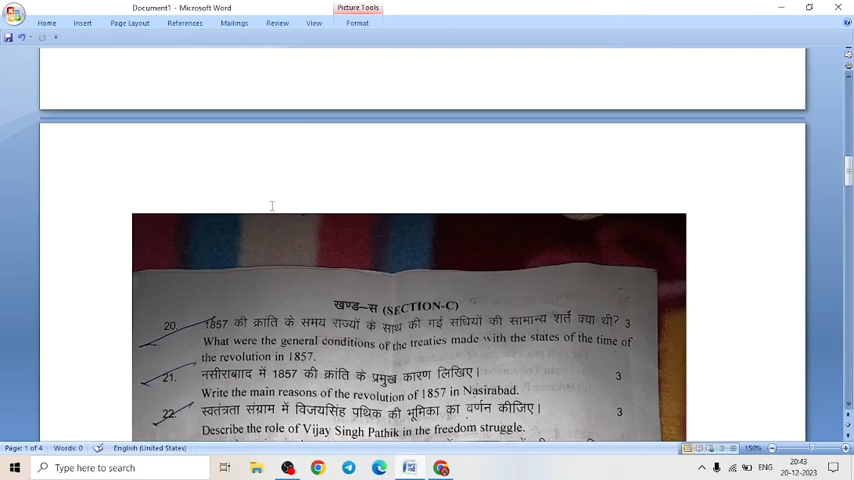 Document1 - Microsoft Word
Picture Tools
Home Insert Page Layout References Mailings Review View Format
खण्ड–स (SECTION-C)
20. 1857 की क्रांति के समय राज्यों के साथ की गई संधियों की सामान्य शर्तें क्या थी? 3
What were the general conditions of the treaties made with the states of the time of
the revolution in 1857.
21. नसीराबााद में 1857 की क्रांति के प्रमुख कारण लिखिए। 3
Write the main reasons of the revolution of 1857 in Nasirabad.
22. स्वतंत्रता संग्राम में विजयसिंह पथिक की भूमिका का वर्णन कीजिए। 3
Describe the role of Vijay Singh Pathik in the freedom struggle.
Page: 1 of 4 Words: 0 English (United States) 150%
Type here to search
ENG
20:43
20-12-2023